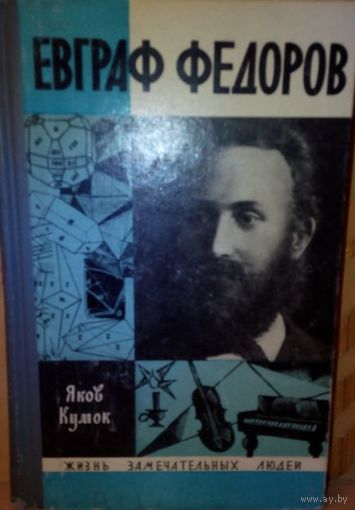 ЕВГРАФ ФЕДОРОВ
Яков
Кумок
ЖИЗНЬ ЗАМЕЧАТЕЛЬНЫХ ЛЮДЕЙ
www.ay.by